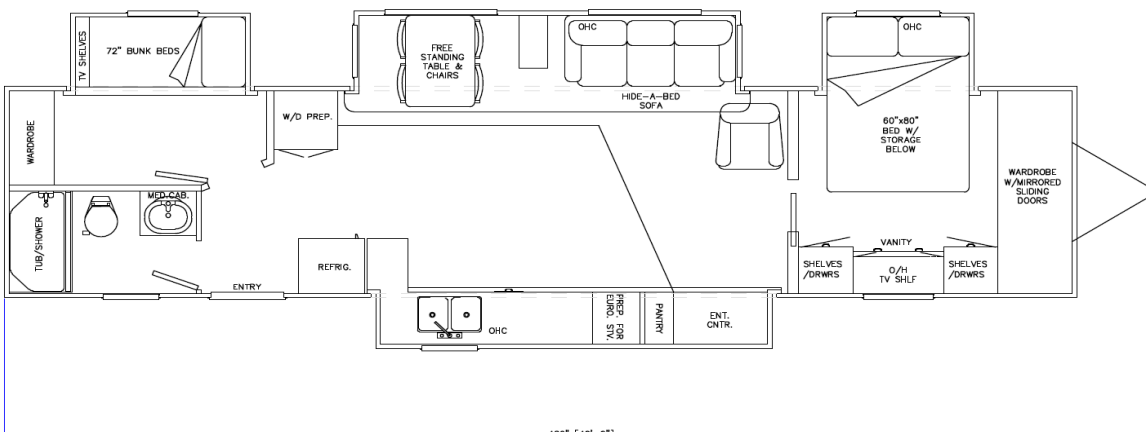 TV SHELVES
72" BUNK BEDS
FREE
STANDING
TABLE &
CHAIRS
OHC
HIDE-A-BED
SOFA
OHC
60"x80"
BED W/
STORAGE
BELOW
WARDROBE
W/D PREP.
WARDROBE
W/MIRRORED
SLIDING
DOORS
MED.CAB.
TUB/SHOWER
REFRIG.
ENTRY
VANITY
SHELVES
/DRWRS
O/H
TV SHLF
SHELVES
/DRWRS
OHC
PREP. FOR
EURO. STV.
PANTRY
ENT.
CNTR.